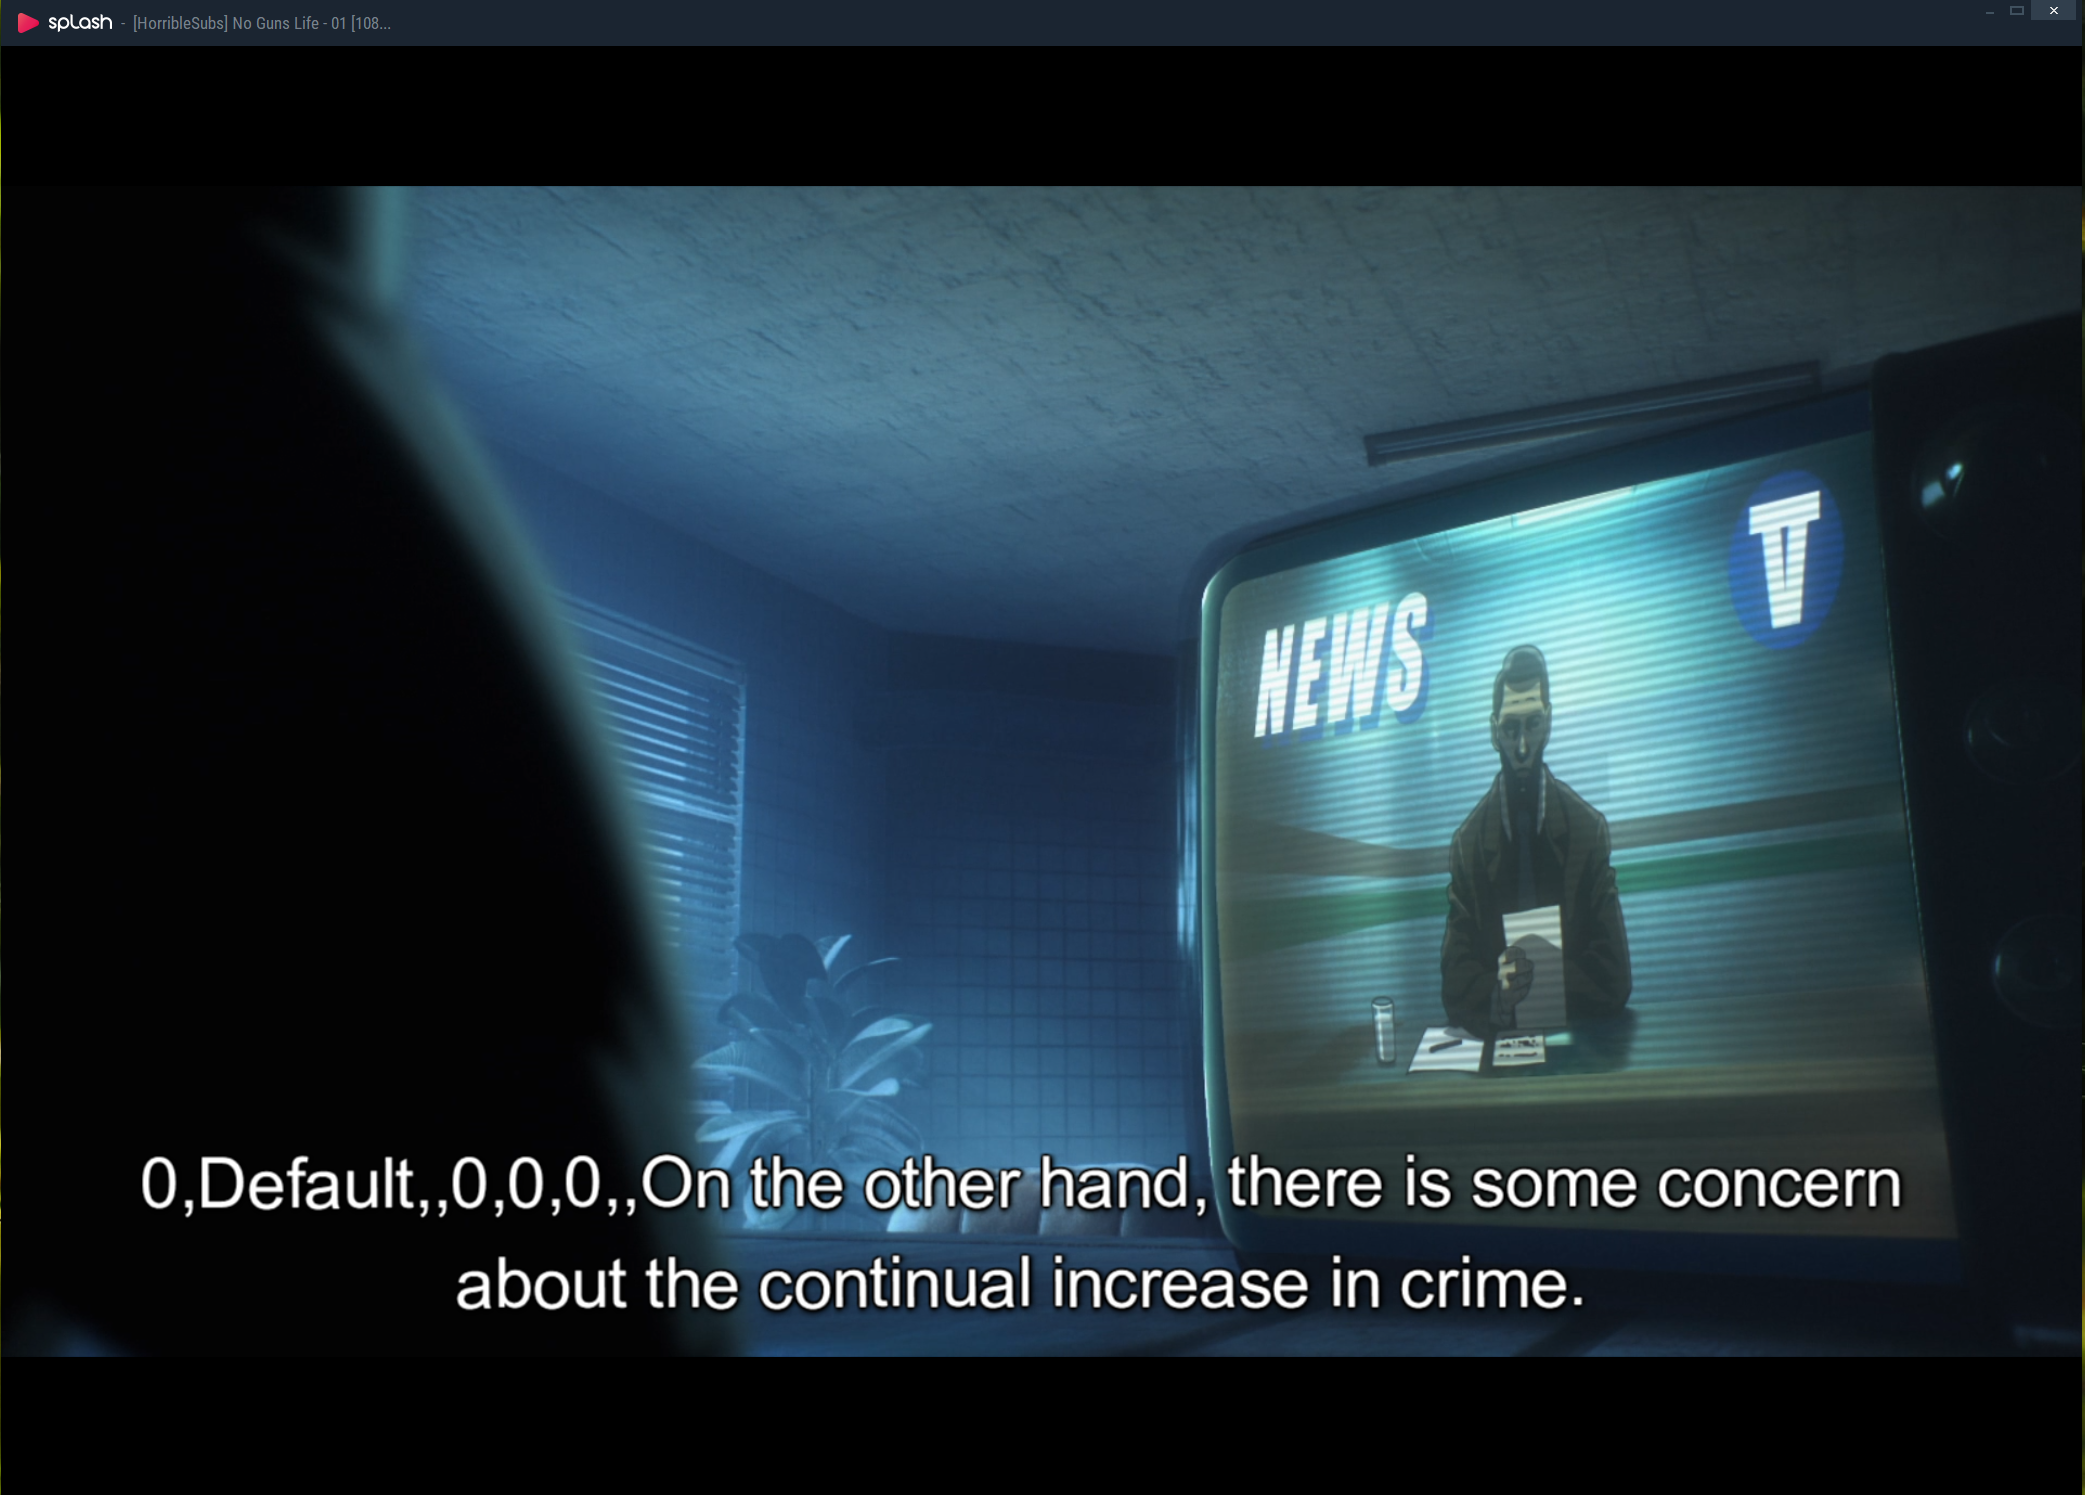 splash - [HorribleSubs] No Guns Life - 01 [108...
NEWS
TV
0,Default,,0,0,0,,On the other hand, there is some concern
about the continual increase in crime.